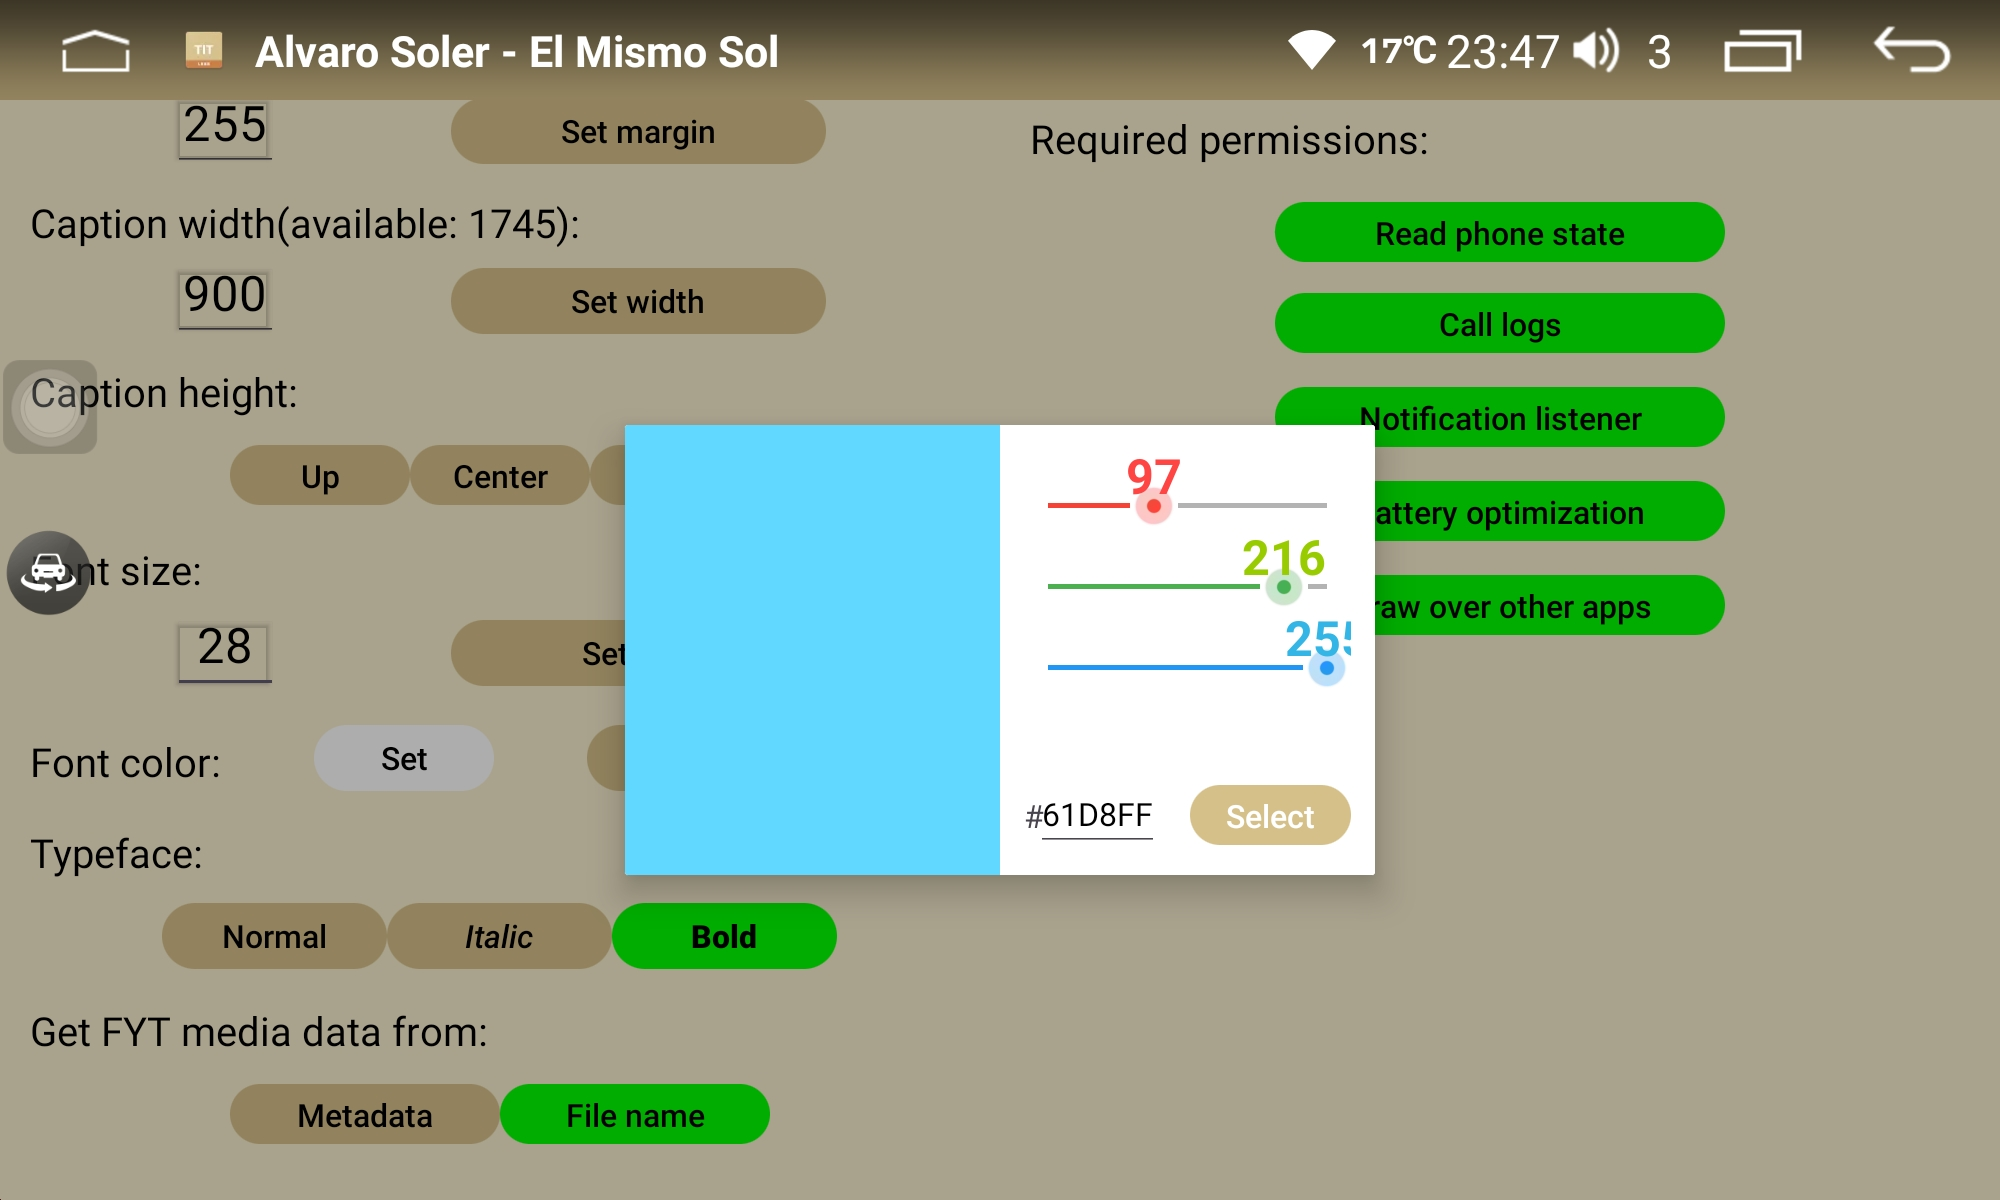 TIT
Alvaro Soler - El Mismo Sol
17°C 23:47 3
255
Set margin
Caption width(available: 1745):
900
Set width
Caption height:
Up
Center
nt size:
28
Set
Font color:
Set
Typeface:
Normal
Italic
Bold
Get FYT media data from:
Metadata
File name
Required permissions:
Read phone state
Call logs
Notification listener
attery optimization
raw over other apps
97
216
255
#61D8FF
Select